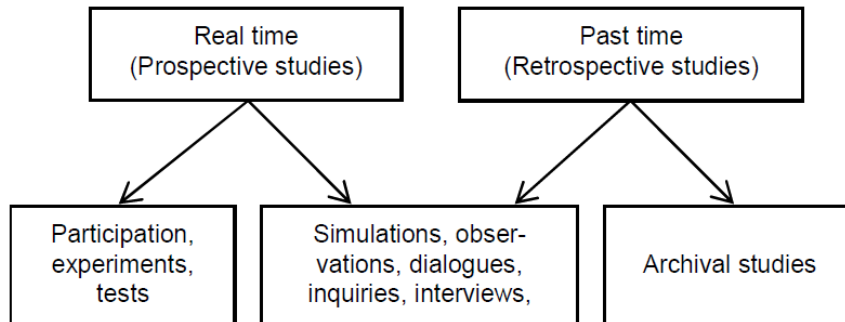 Real time
(Prospective studies)
Past time
(Retrospective studies)
Participation,
experiments,
tests
Simulations, obser-
vations, dialogues,
inquiries, interviews,
Archival studies